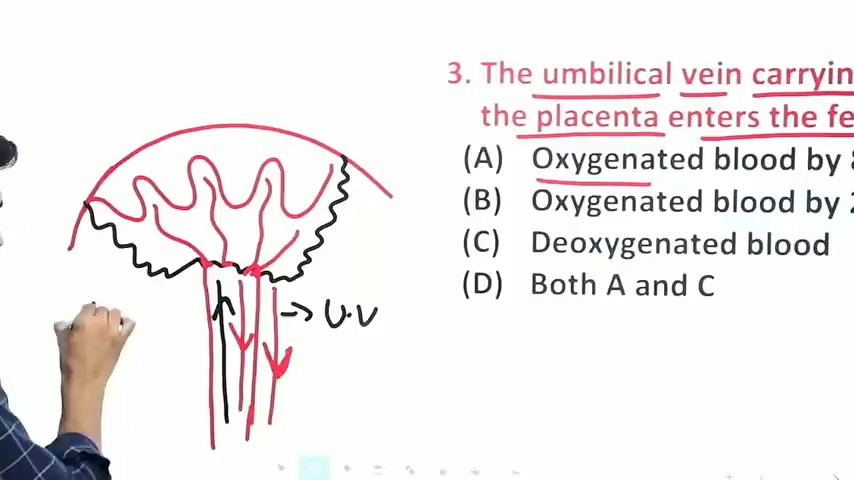 3. The umbilical vein carryin
the placenta enters the fe
(A) Oxygenated blood by
(B) Oxygenated blood by 2
(C) Deoxygenated blood
(D) Both A and C
U.V